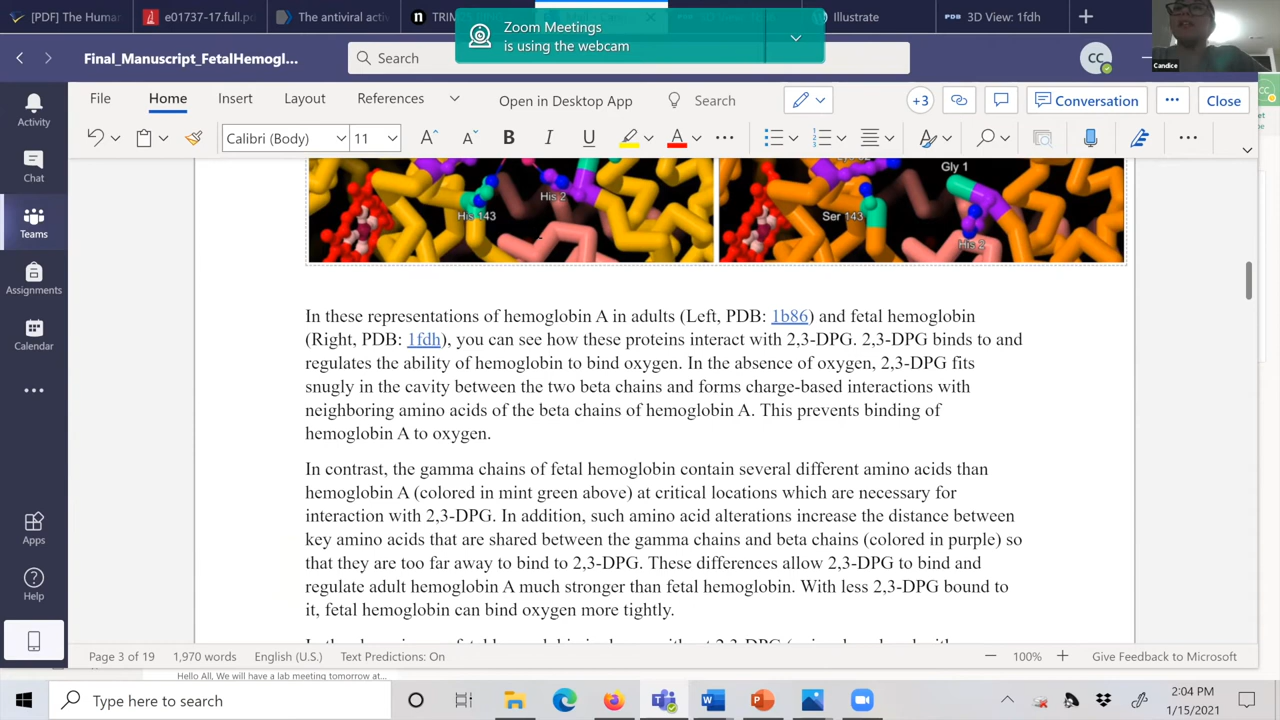 [PDF] The Human
e01737-17.full.p
The antiviral acti
TRIM
Illustrate
PDB
3D View: 1fdh
Zoom Meetings
is using the webcam
Candice
Final_Manuscript_FetalHemogl...
Search
CC
File
Home
Insert
Layout
References
Open in Desktop App
Search
+3
Conversation
Close
Calibri (Body)
11
B
I
U
A
Activity
Chat
Teams
Assignments
Calendar
Apps
Help
His 143
His 2
Gly 1
Ser 143
In these representations of hemoglobin A in adults (Left, PDB: 1b86) and fetal hemoglobin
(Right, PDB: 1fdh), you can see how these proteins interact with 2,3-DPG. 2,3-DPG binds to and
regulates the ability of hemoglobin to bind oxygen. In the absence of oxygen, 2,3-DPG fits
snugly in the cavity between the two beta chains and forms charge-based interactions with
neighboring amino acids of the beta chains of hemoglobin A. This prevents binding of
hemoglobin A to oxygen.
In contrast, the gamma chains of fetal hemoglobin contain several different amino acids than
hemoglobin A (colored in mint green above) at critical locations which are necessary for
interaction with 2,3-DPG. In addition, such amino acid alterations increase the distance between
key amino acids that are shared between the gamma chains and beta chains (colored in purple) so
that they are too far away to bind to 2,3-DPG. These differences allow 2,3-DPG to bind and
regulate adult hemoglobin A much stronger than fetal hemoglobin. With less 2,3-DPG bound to
it, fetal hemoglobin can bind oxygen more tightly.
Page 3 of 19
1,970 words
English (U.S.)
Text Predictions: On
100%
Give Feedback to Microsoft
Hello All, We will have a lab meeting tomorrow at...
Type here to search
2:04 PM
1/15/2021